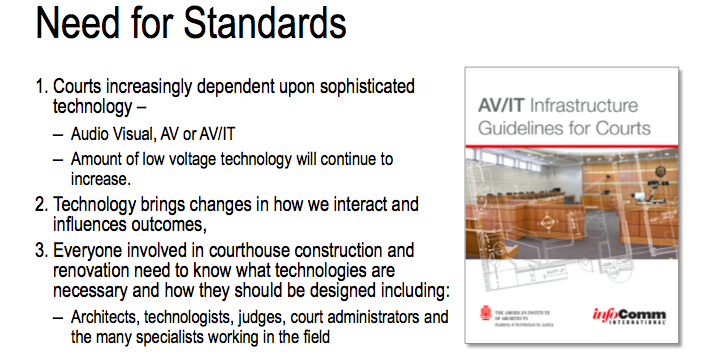 Need for Standards
1. Courts increasingly dependent upon sophisticated
technology –
– Audio Visual, AV or AV/IT
– Amount of low voltage technology will continue to
increase.
2. Technology brings changes in how we interact and
influences outcomes,
3. Everyone involved in courthouse construction and
renovation need to know what technologies are
necessary and how they should be designed including:
– Architects, technologists, judges, court administrators and
the many specialists working in the field
AV/IT Infrastructure
Guidelines for Courts
THE AMERICAN INSTITUTE
OF ARCHITECTS
Academy of Architecture for Justice
infoComm
INTERNATIONAL